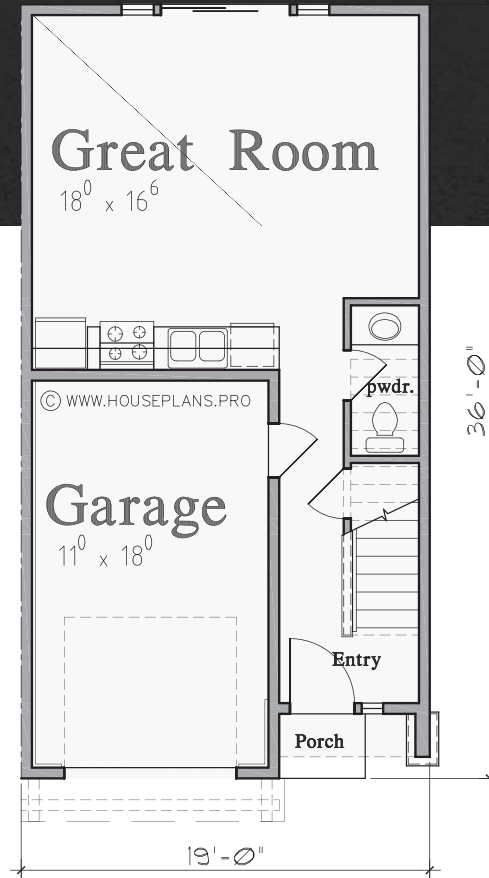 Great Room
18⁰ x 16⁶
pwdr.
36'-0"
© WWW.HOUSEPLANS.PRO
Garage
11⁰ x 18⁰
Entry
Porch
19'-0"